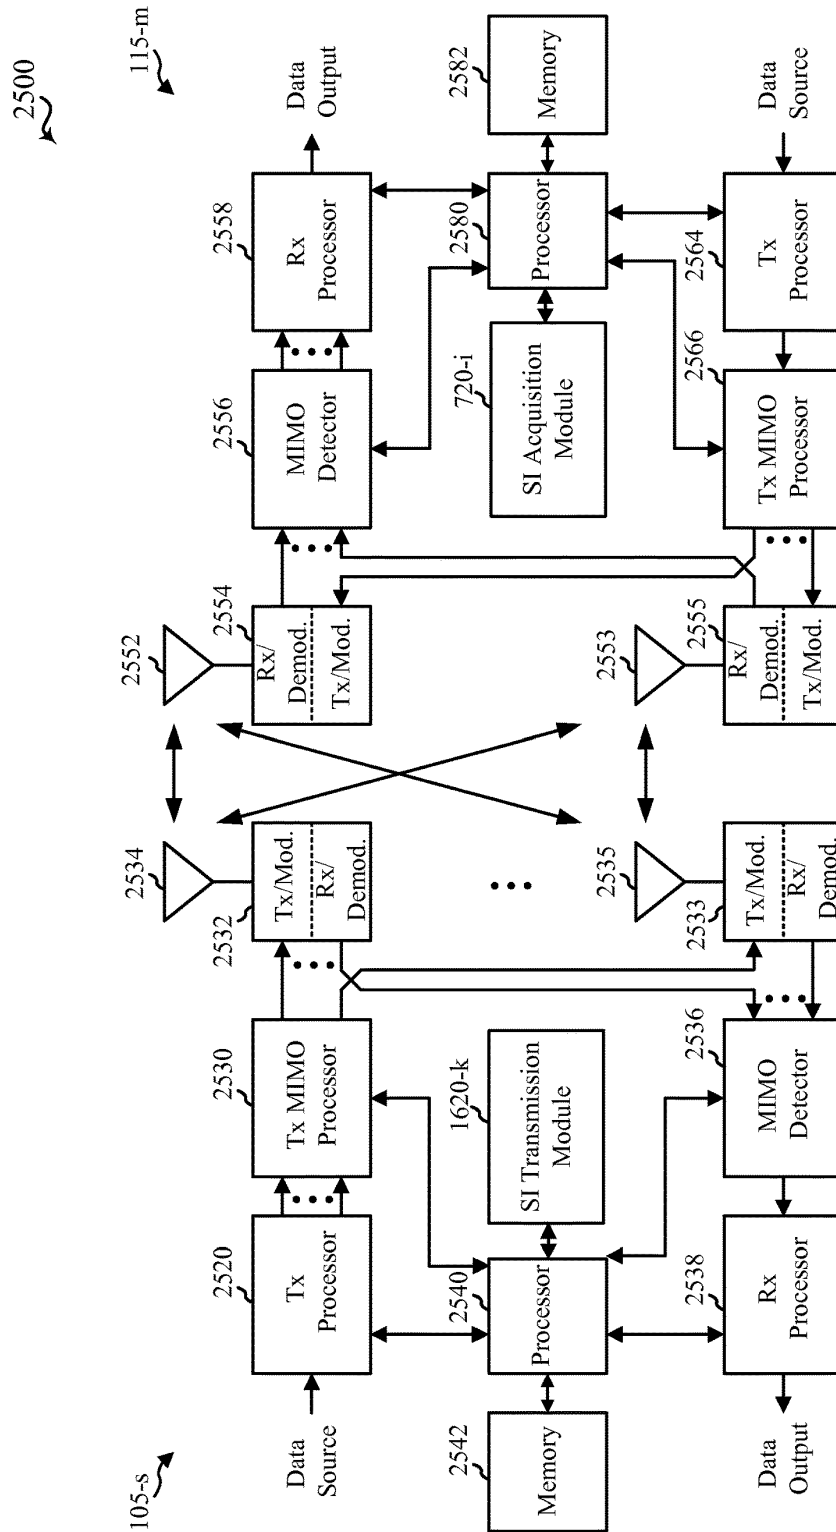 2500
105-s
115-m
Data
Source
2520
Tx
Processor
2530
Tx MIMO
Processor
2532
Tx/Mod.
Rx/
Demod.
2534
2552
2554
Rx/
Demod.
Tx/Mod.
2556
MIMO
Detector
2558
Rx
Processor
Data
Output
2542
Memory
2540
Processor
1620-k
SI Transmission
Module
720-i
SI Acquisition
Module
2580
Processor
2582
Memory
Data
Output
2538
Rx
Processor
2536
MIMO
Detector
2533
Tx/Mod.
Rx/
Demod.
2535
2553
2555
Rx/
Demod.
Tx/Mod.
2566
Tx MIMO
Processor
2564
Tx
Processor
Data
Source